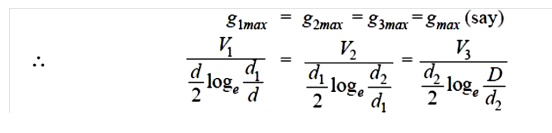 g1max = g2max = g3max = gmax (say)
∴ V1 / (d/2 loge d1/d) = V2 / (d1/2 loge d2/d1) = V3 / (d2/2 loge D/d2)